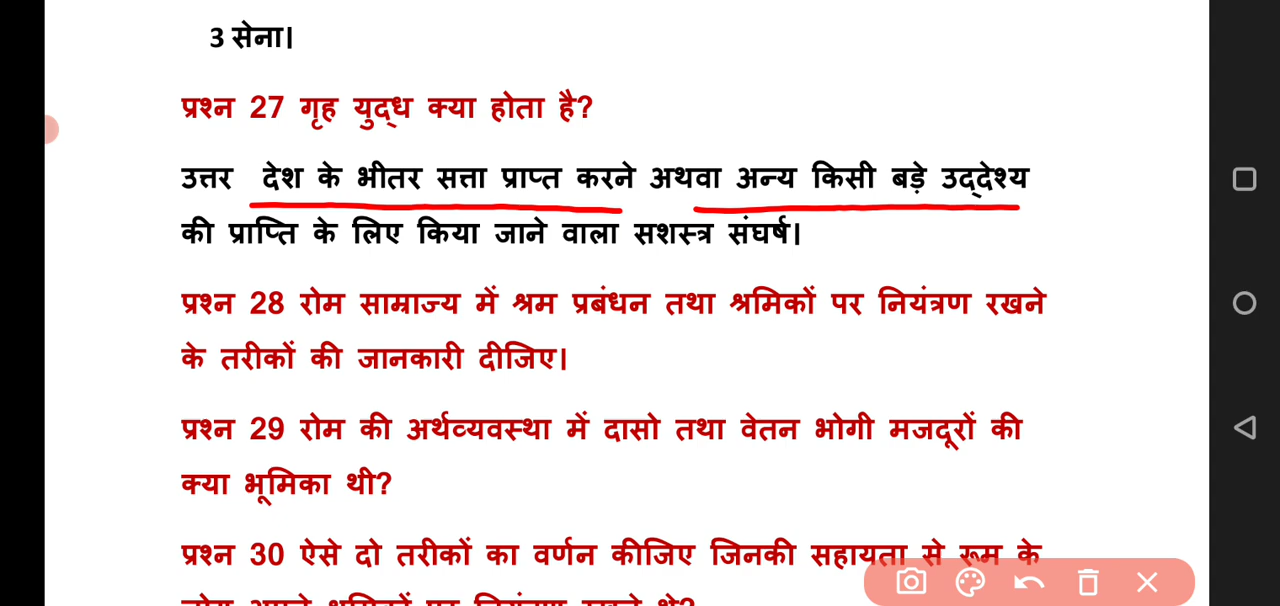 3 सेना।
प्रश्न 27 गृह युद्ध क्या होता है?
उत्तर देश के भीतर सत्ता प्राप्त करने अथवा अन्य किसी बड़े उद्देश्य
की प्राप्ति के लिए किया जाने वाला सशस्त्र संघर्ष।
प्रश्न 28 रोम साम्राज्य में श्रम प्रबंधन तथा श्रमिकों पर नियंत्रण रखने
के तरीकों की जानकारी दीजिए।
प्रश्न 29 रोम की अर्थव्यवस्था में दासो तथा वेतन भोगी मजदूरों की
क्या भूमिका थी?
प्रश्न 30 ऐसे दो तरीकों का वर्णन कीजिए जिनकी सहायता से रूम के